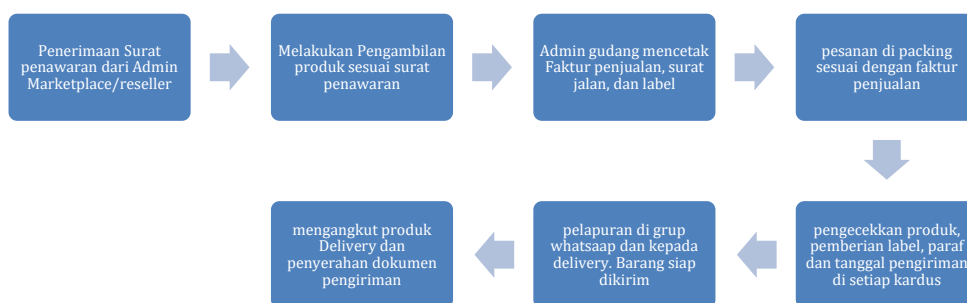 Penerimaan Surat
penawaran dari Admin
Marketplace/reseller
Melakukan Pengambilan
produk sesuai surat
penawaran
Admin gudang mencetak
Faktur penjualan, surat
jalan, dan label
pesanan di packing
sesuai dengan faktur
penjualan
pengecekkan produk,
pemberian label, paraf
dan tanggal pengiriman
di setiap kardus
pelapuran di grup
whatsaap dan kepada
delivery. Barang siap
dikirim
mengangkut produk
Delivery dan
penyerahan dokumen
pengiriman